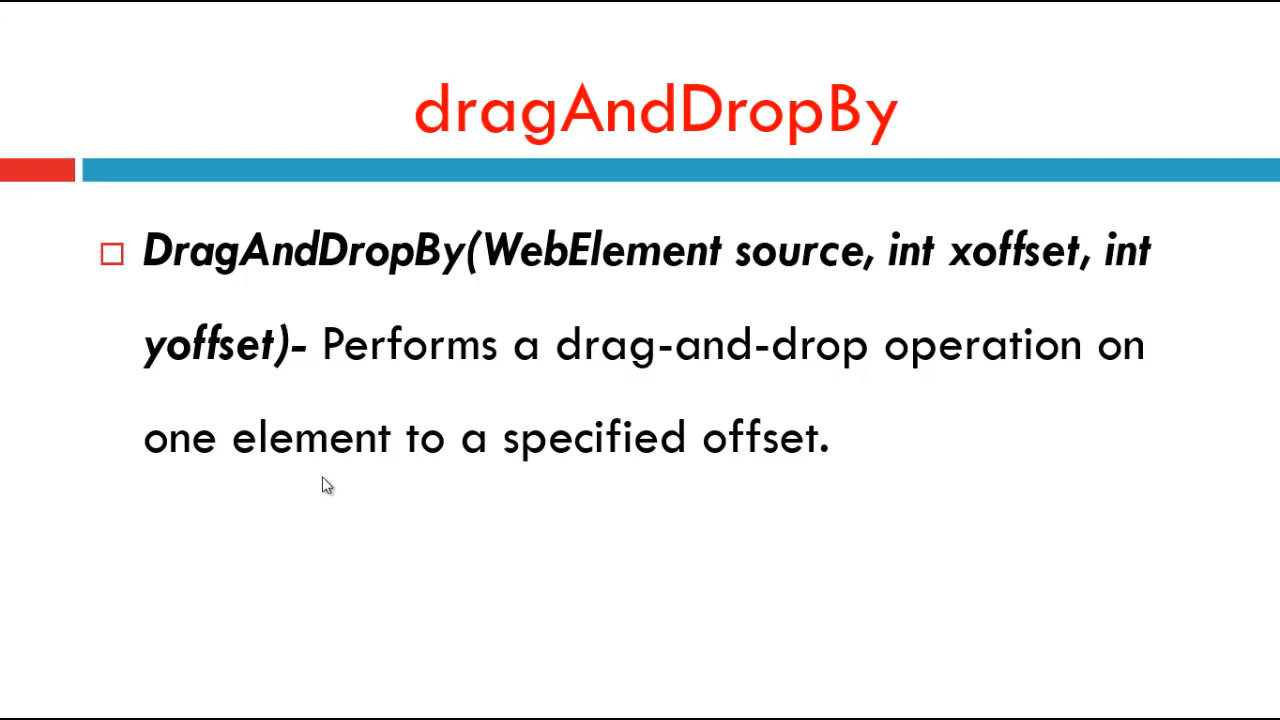 dragAndDropBy
DragAndDropBy(WebElement source, int xoffset, int
yoffset)- Performs a drag-and-drop operation on
one element to a specified offset.